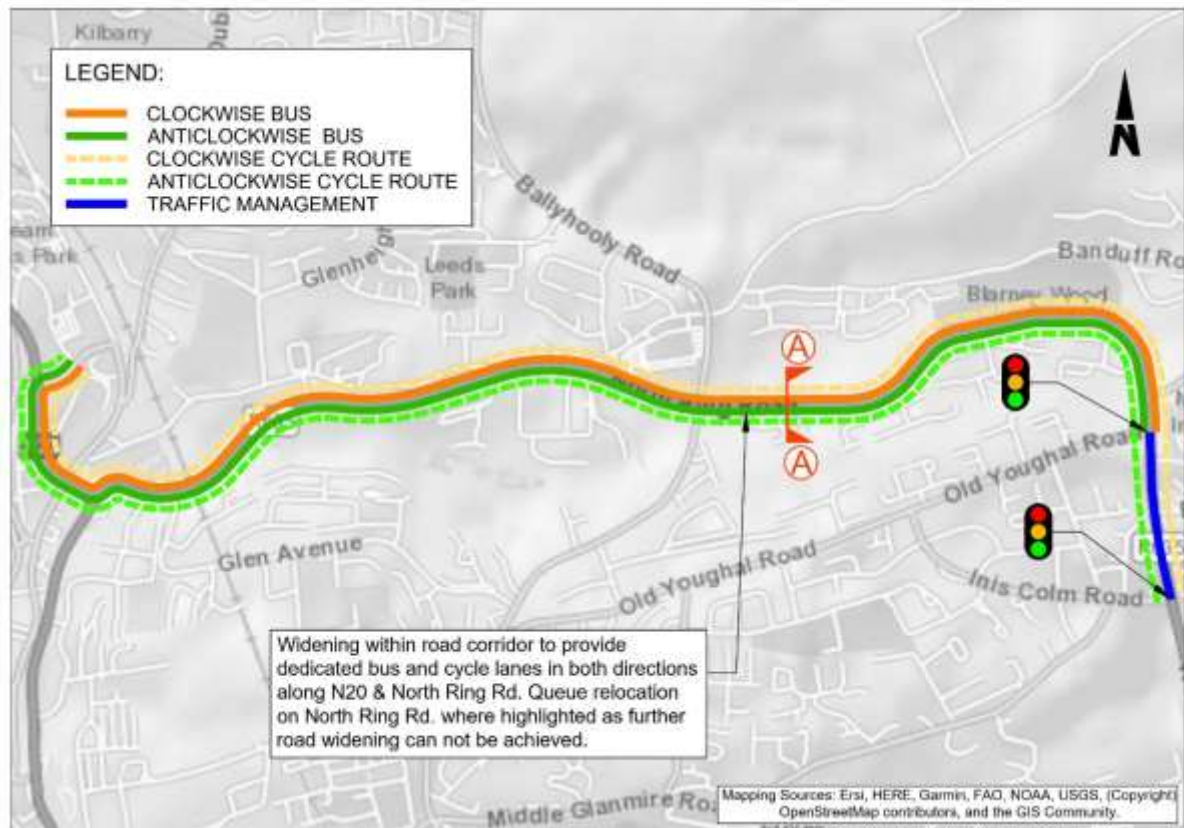 Kilbarry
LEGEND:
CLOCKWISE BUS
ANTICLOCKWISE BUS
CLOCKWISE CYCLE ROUTE
ANTICLOCKWISE CYCLE ROUTE
TRAFFIC MANAGEMENT
N
Ballyhooly Road
Banduff Ro
s Park
Leeds
Park
Blarney Wood
A
A
Old Youghal Road
Glen Avenue
Old Youghal Road
Inis Colm Road
Widening within road corridor to provide
dedicated bus and cycle lanes in both directions
along N20 & North Ring Rd. Queue relocation
on North Ring Rd. where highlighted as further
road widening can not be achieved.
Middle Glanmire Ro
Mapping Sources: Ersi, HERE, Garmin, FAO, NOAA, USGS, (Copyright)
OpenStreetMap contributors, and the GIS Community.